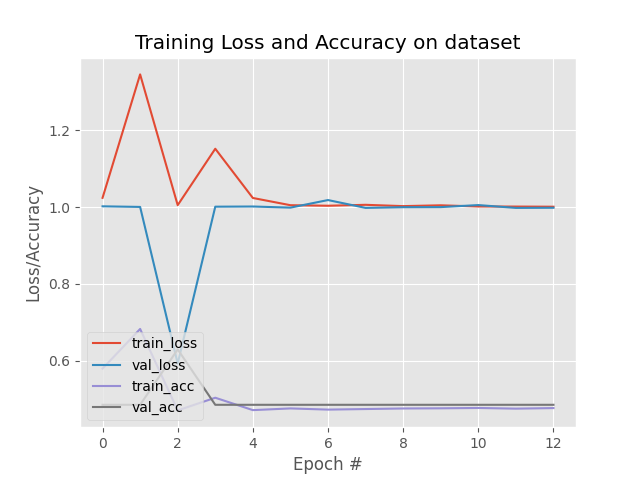 Training Loss and Accuracy on dataset
Loss/Accuracy
1.2
1.0
0.8
0.6
train_loss
val_loss
train_acc
val_acc
0 2 4 6 8 10 12
Epoch #